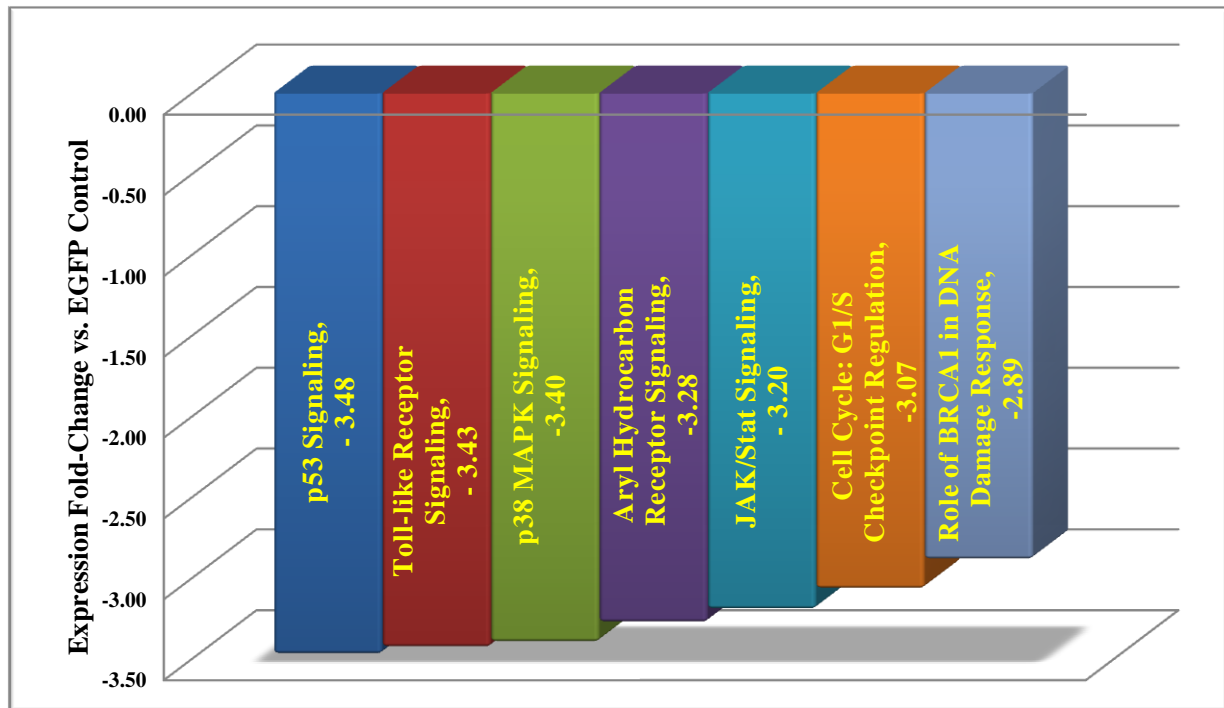 Expression Fold-Change vs. EGFP Control
0.00
-0.50
-1.00
-1.50
-2.00
-2.50
-3.00
-3.50
p53 Signaling,
- 3.48
Toll-like Receptor
Signaling,
- 3.43
p38 MAPK Signaling,
-3.40
Aryl Hydrocarbon
Receptor Signaling,
-3.28
JAK/Stat Signaling,
- 3.20
Cell Cycle: G1/S
Checkpoint Regulation,
-3.07
Role of BRCA1 in DNA
Damage Response,
-2.89